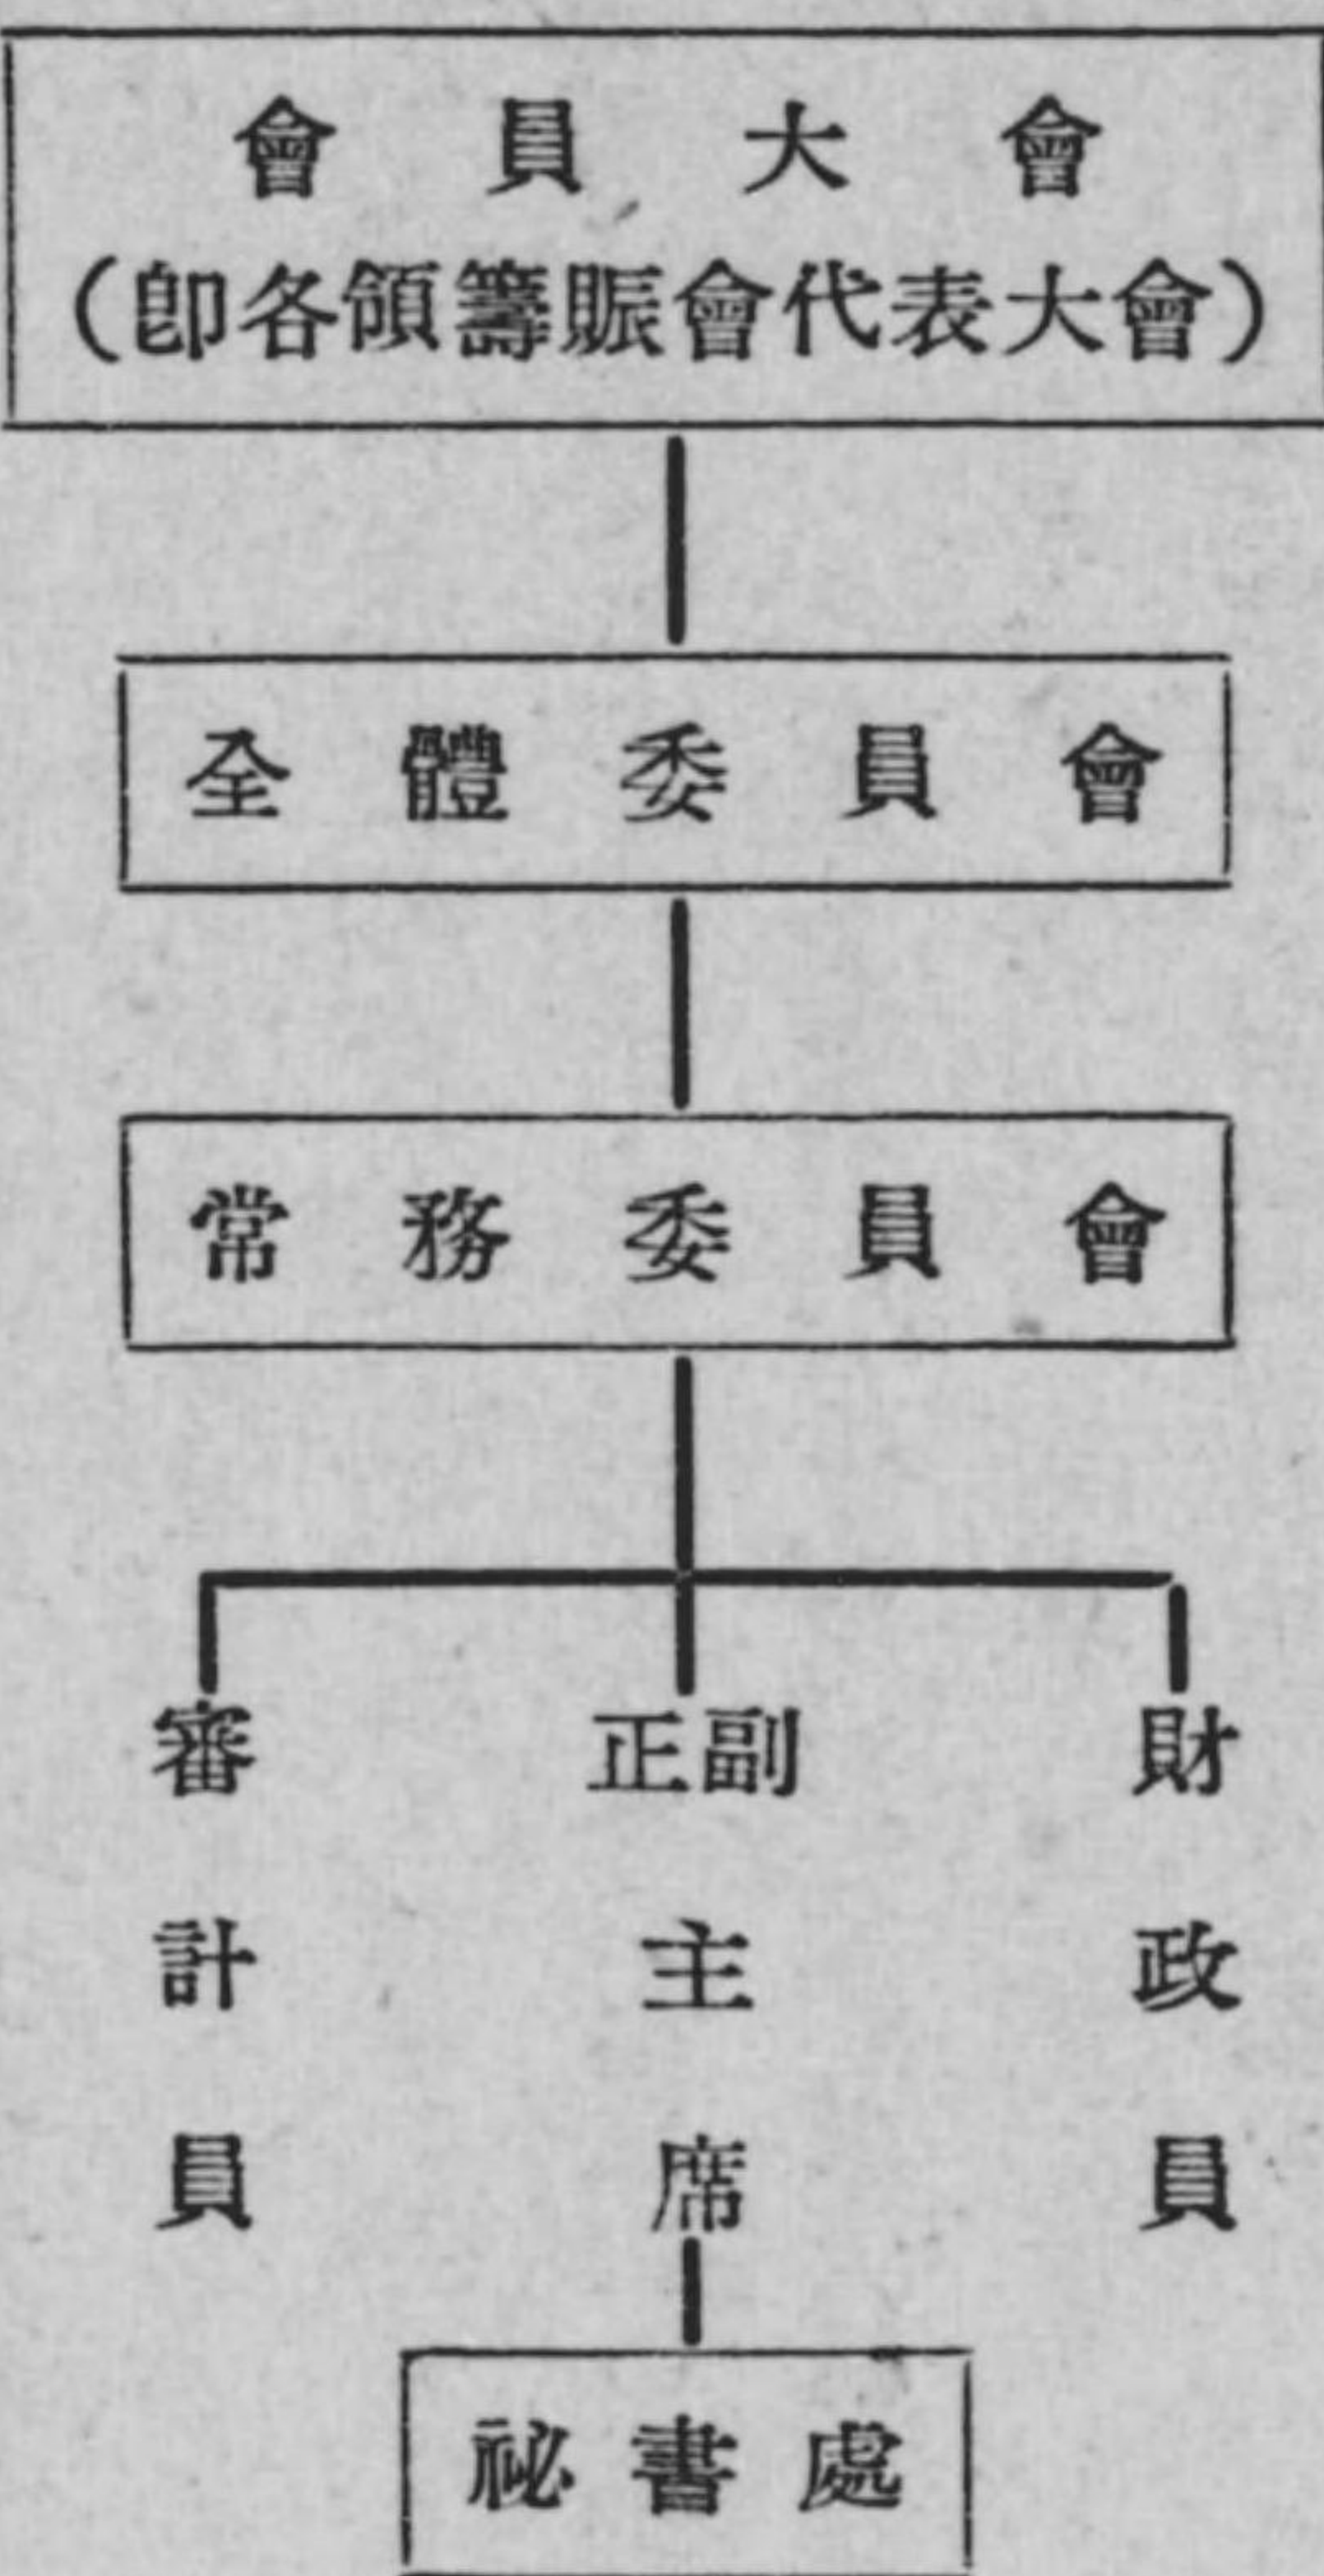 會員大會
(卽各領籌賑會代表大會)
全體委員會
常務委員會
審計員
正副主席
財政員
祕書處